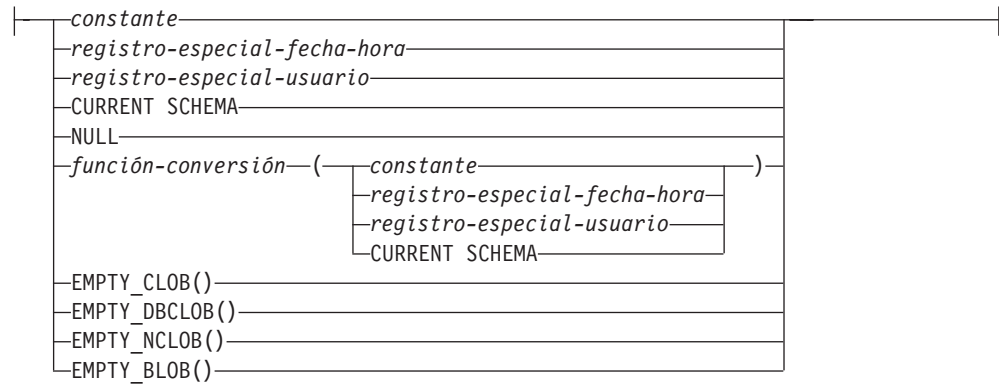 constante
registro-especial-fecha-hora
registro-especial-usuario
CURRENT SCHEMA
NULL
función-conversión ( constante )
registro-especial-fecha-hora
registro-especial-usuario
CURRENT SCHEMA
EMPTY_CLOB()
EMPTY_DBCLOB()
EMPTY_NCLOB()
EMPTY_BLOB()